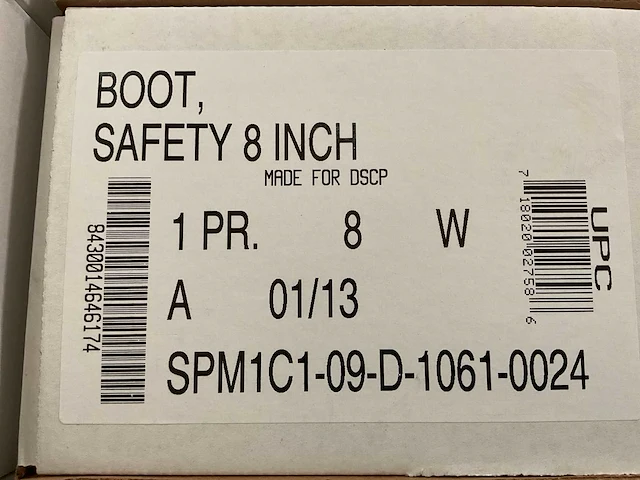 BOOT,
SAFETY 8 INCH
MADE FOR DSCP
1 PR. 8 W
A 01/13
SPM1C1-09-D-1061-0024
8430014646174
7 18020 02758 6
UPC